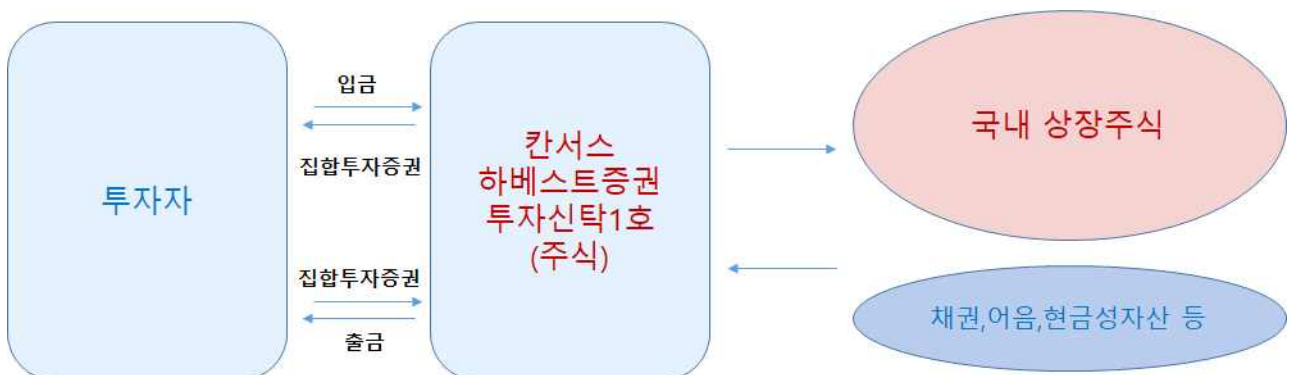 투자자
입금
집합투자증권
집합투자증권
출금
칸서스
하베스트증권
투자신탁1호
(주식)
국내 상장주식
채권,어음,현금성자산 등